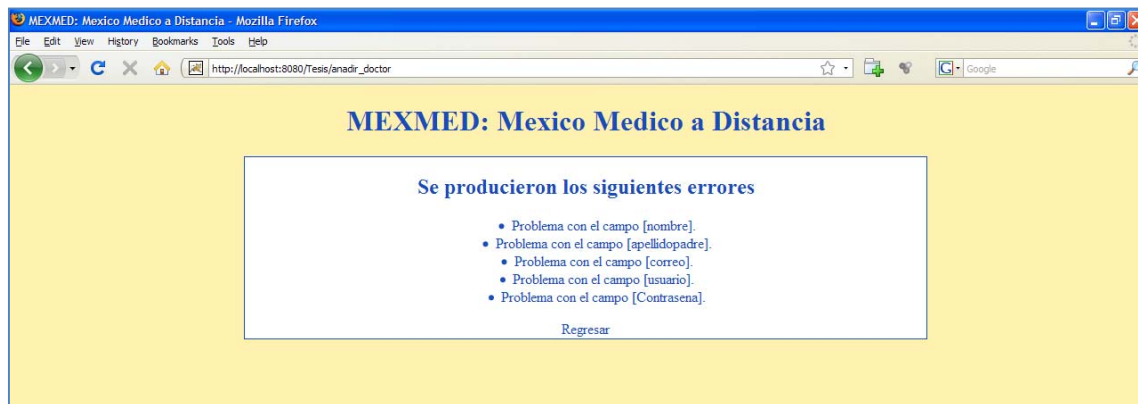 MEXMED: Mexico Medico a Distancia - Mozilla Firefox
File Edit View History Bookmarks Tools Help
http://localhost:8080/Tesis/anadir_doctor
G Google
MEXMED: Mexico Medico a Distancia
Se producieron los siguientes errores
• Problema con el campo [nombre].
• Problema con el campo [apellidopadre].
• Problema con el campo [correo].
• Problema con el campo [usuario].
• Problema con el campo [Contrasena].
Regresar